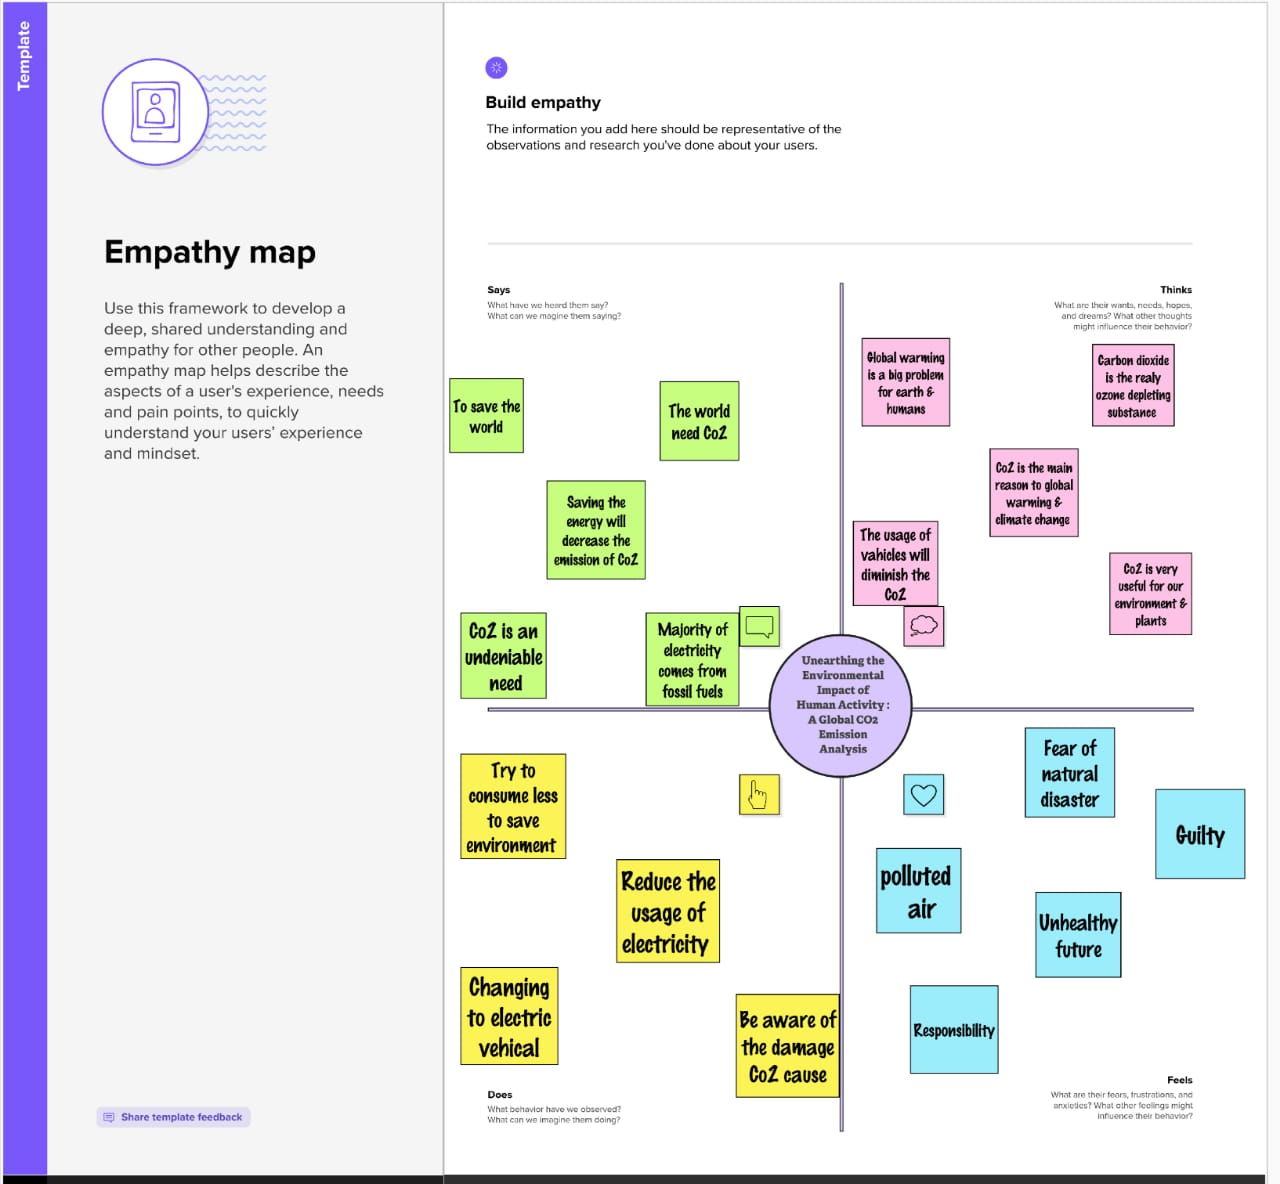 Template
Empathy map
Use this framework to develop a
deep, shared understanding and
empathy for other people. An
empathy map helps describe the
aspects of a user's experience, needs
and pain points, to quickly
understand your users' experience
and mindset.
Share template feedback
Build empathy
The information you add here should be representative of the
observations and research you've done about your users.
Says
What have we heard them say?
What can we magine them saying?
To save the
world
The world
need Co2
Saving the
energy will
decrease the
emission of Co2
Co2 is an
undeniable
need
Majority of
electricity
comes from
fossil fuels
Thinks
What are their wants, needs, hopes,
and dreams? What other thoughts
might influence their behavior?
Global warming
is a big problem
for earth &
humans
Carbon dioxide
is the realy
ozone depleting
substance
Co2 is the main
reason to global
warming &
climate change
The usage of
vahicles will
diminish the
Co2
Co2 is very
useful for our
environment &
plants
Unearthing the
Environmental
Impact of
Human Activity :
A Global CO2
Emission
Analysis
Try to
consume less
to save
environment
Reduce the
usage of
electricity
Changing
to electric
vehical
Be aware of
the damage
Co2 cause
Does
What behavior have we observed?
What can we imagine them doing?
Fear of
natural
disaster
Guilty
polluted
air
Unhealthy
future
Responsibility
Feels
What are their fears, frustrations, and
anxieties? What other feelings might
influence their behavior?